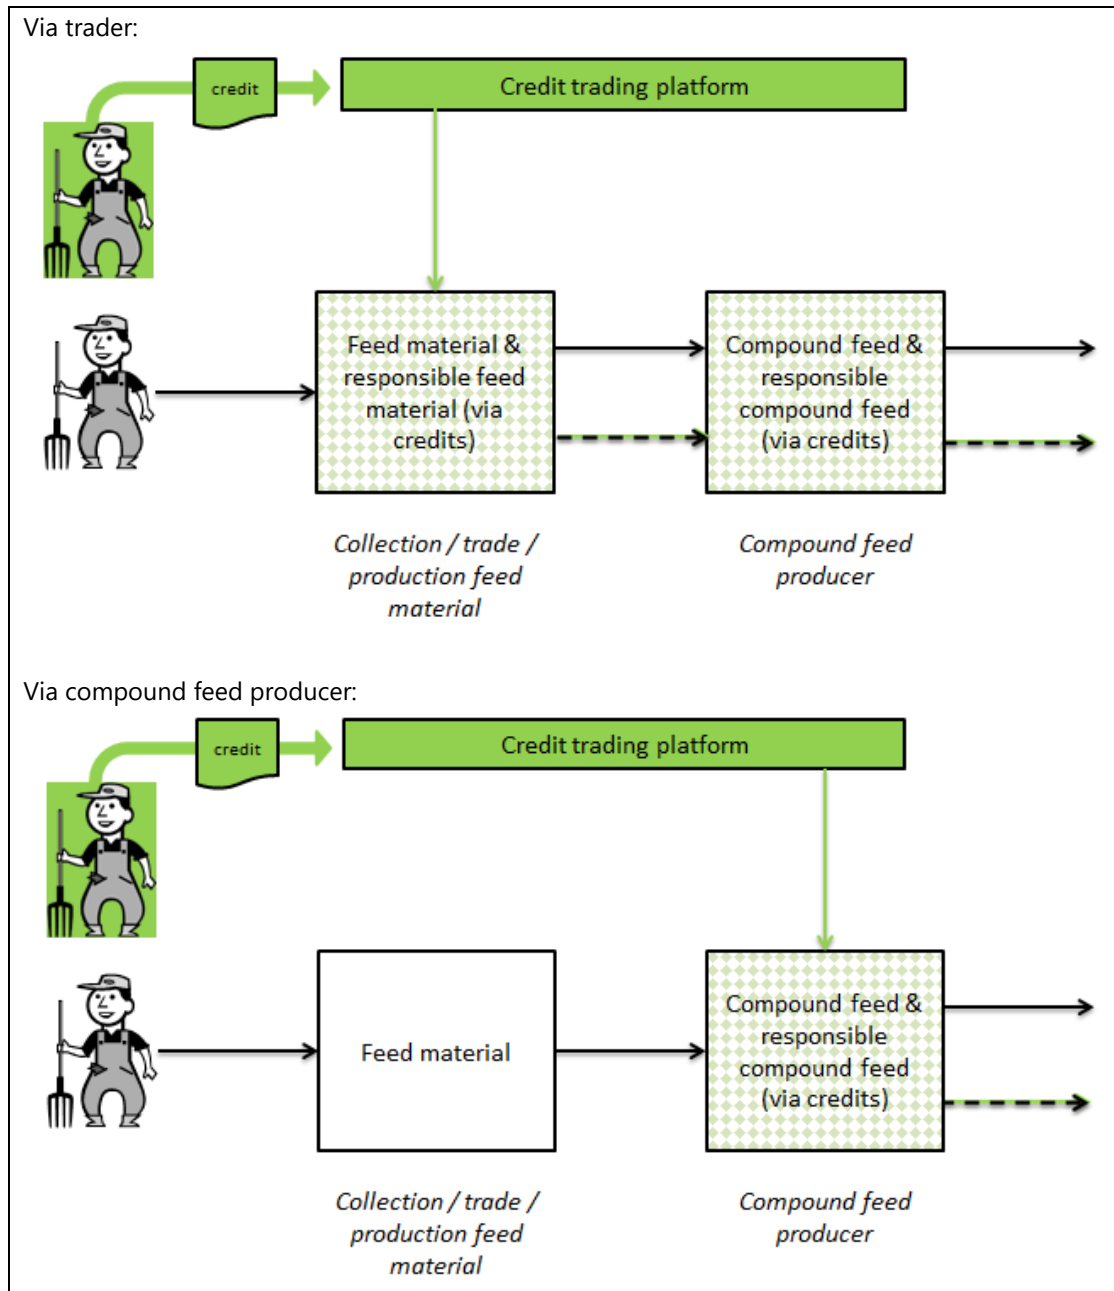 Via trader:
credit
Credit trading platform
Feed material &
responsible feed
material (via
credits)
Compound feed &
responsible
compound feed
(via credits)
Collection / trade /
production feed
material
Compound feed
producer
Via compound feed producer:
credit
Credit trading platform
Feed material
Compound feed &
responsible
compound feed
(via credits)
Collection / trade /
production feed
material
Compound feed
producer